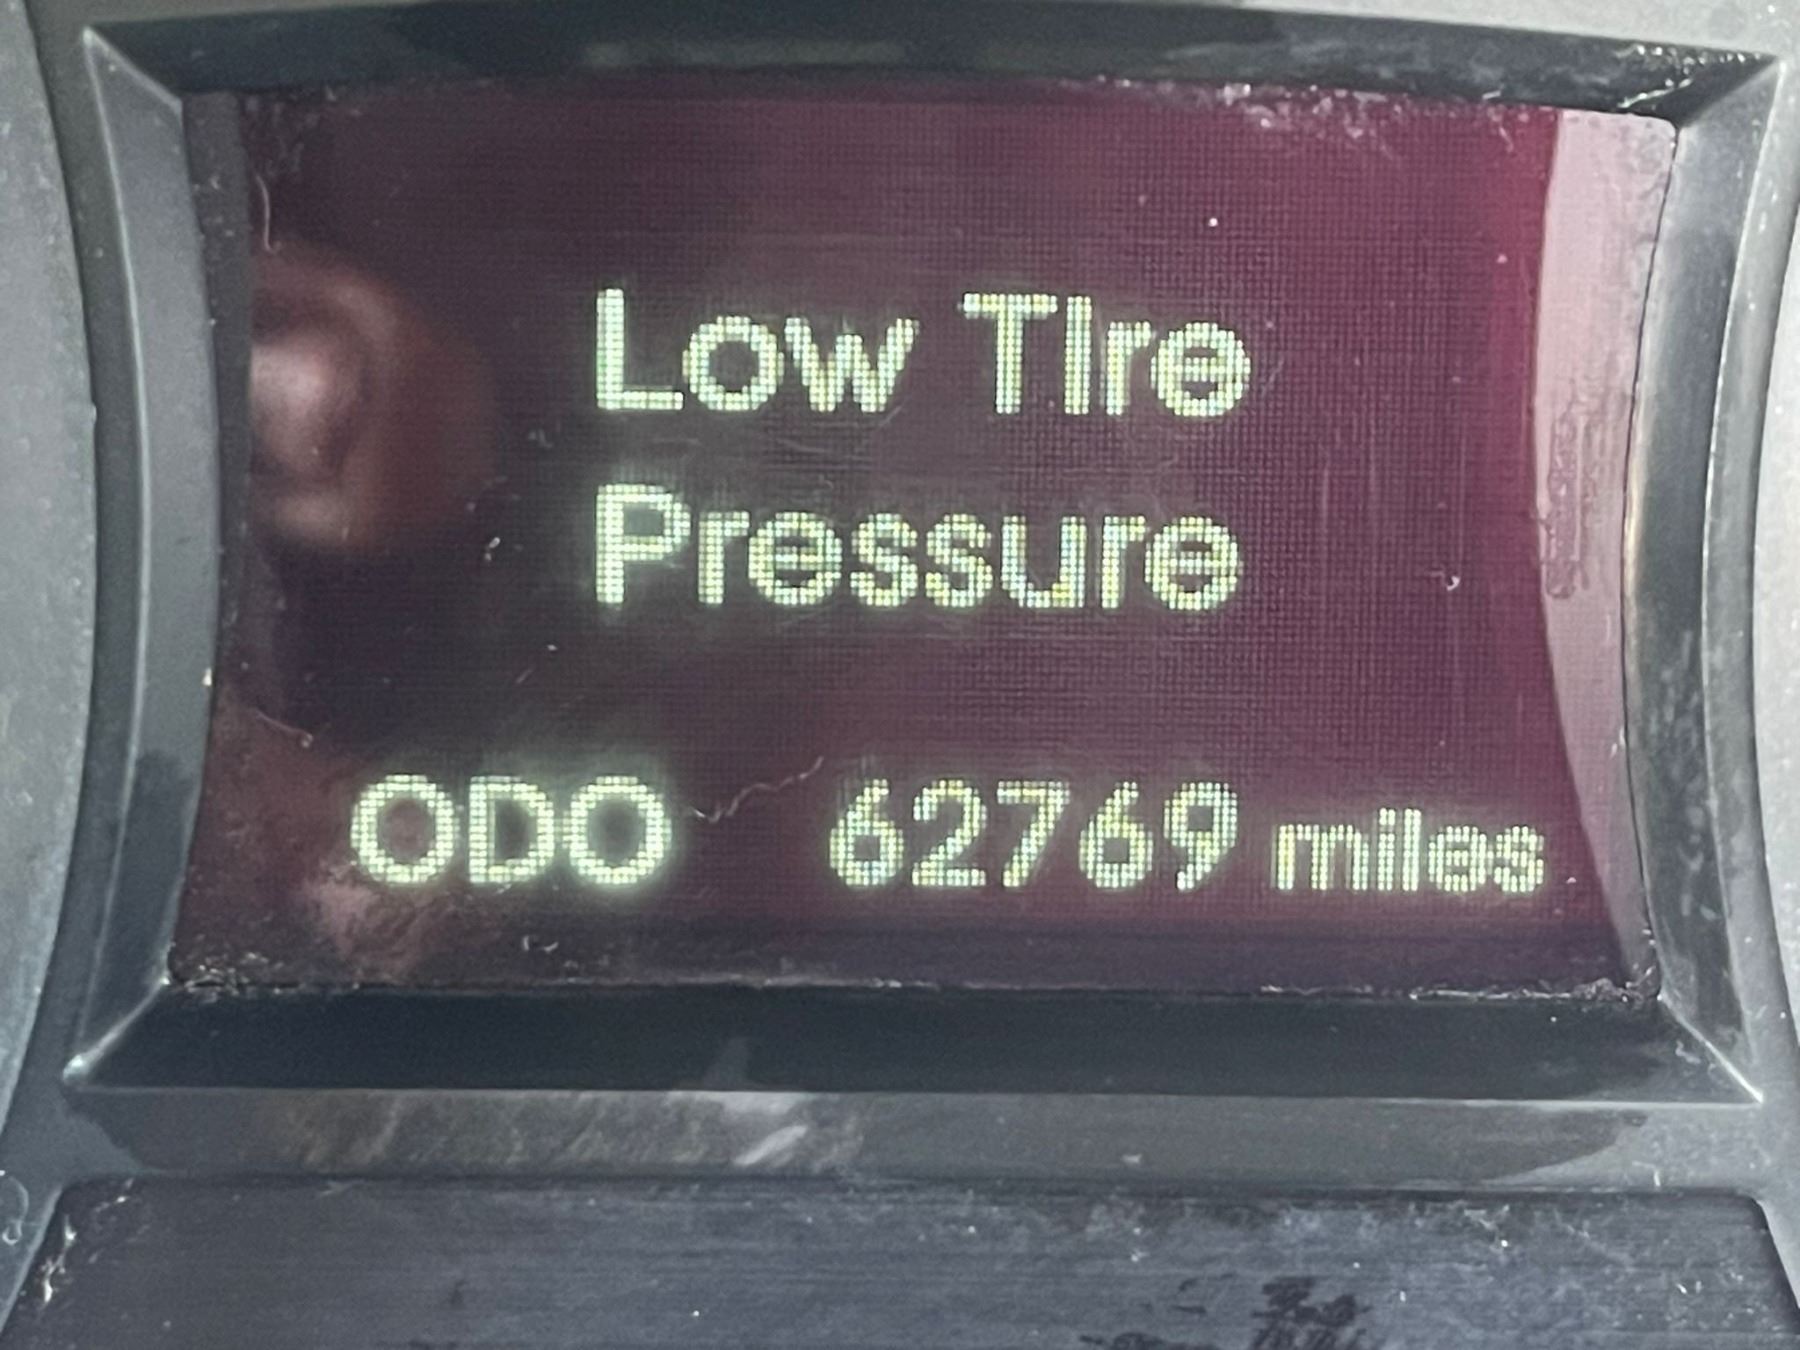 Low Tire
Pressure
ODO 62769 miles